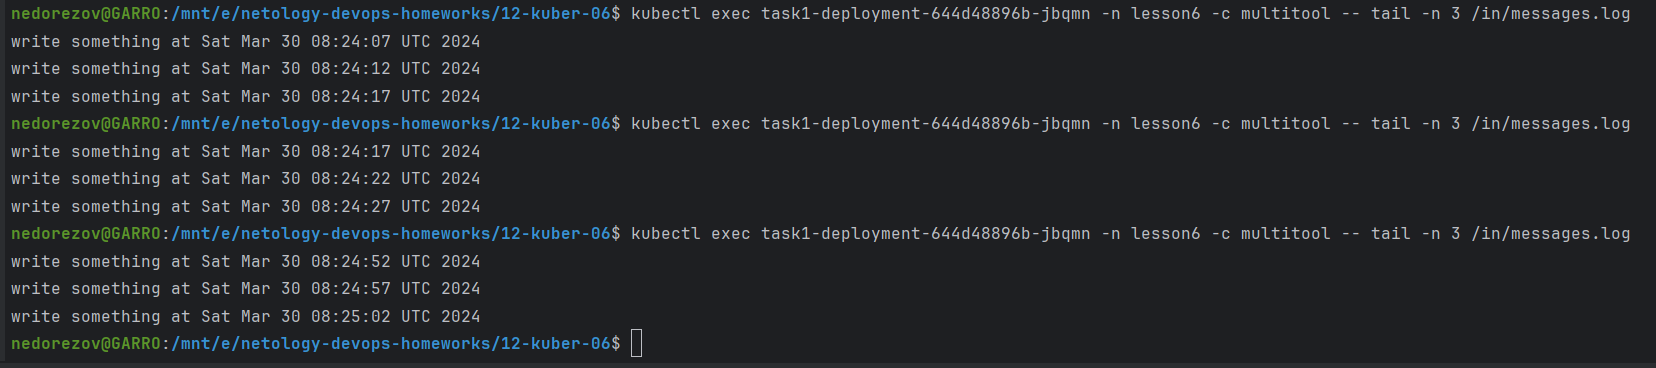 nedorezov@GARRO:/mnt/e/netology-devops-homeworks/12-kuber-06$ kubectl exec task1-deployment-644d48896b-jbqmn -n lesson6 -c multitool -- tail -n 3 /in/messages.log
write something at Sat Mar 30 08:24:07 UTC 2024
write something at Sat Mar 30 08:24:12 UTC 2024
write something at Sat Mar 30 08:24:17 UTC 2024
nedorezov@GARRO:/mnt/e/netology-devops-homeworks/12-kuber-06$ kubectl exec task1-deployment-644d48896b-jbqmn -n lesson6 -c multitool -- tail -n 3 /in/messages.log
write something at Sat Mar 30 08:24:17 UTC 2024
write something at Sat Mar 30 08:24:22 UTC 2024
write something at Sat Mar 30 08:24:27 UTC 2024
nedorezov@GARRO:/mnt/e/netology-devops-homeworks/12-kuber-06$ kubectl exec task1-deployment-644d48896b-jbqmn -n lesson6 -c multitool -- tail -n 3 /in/messages.log
write something at Sat Mar 30 08:24:52 UTC 2024
write something at Sat Mar 30 08:24:57 UTC 2024
write something at Sat Mar 30 08:25:02 UTC 2024
nedorezov@GARRO:/mnt/e/netology-devops-homeworks/12-kuber-06$